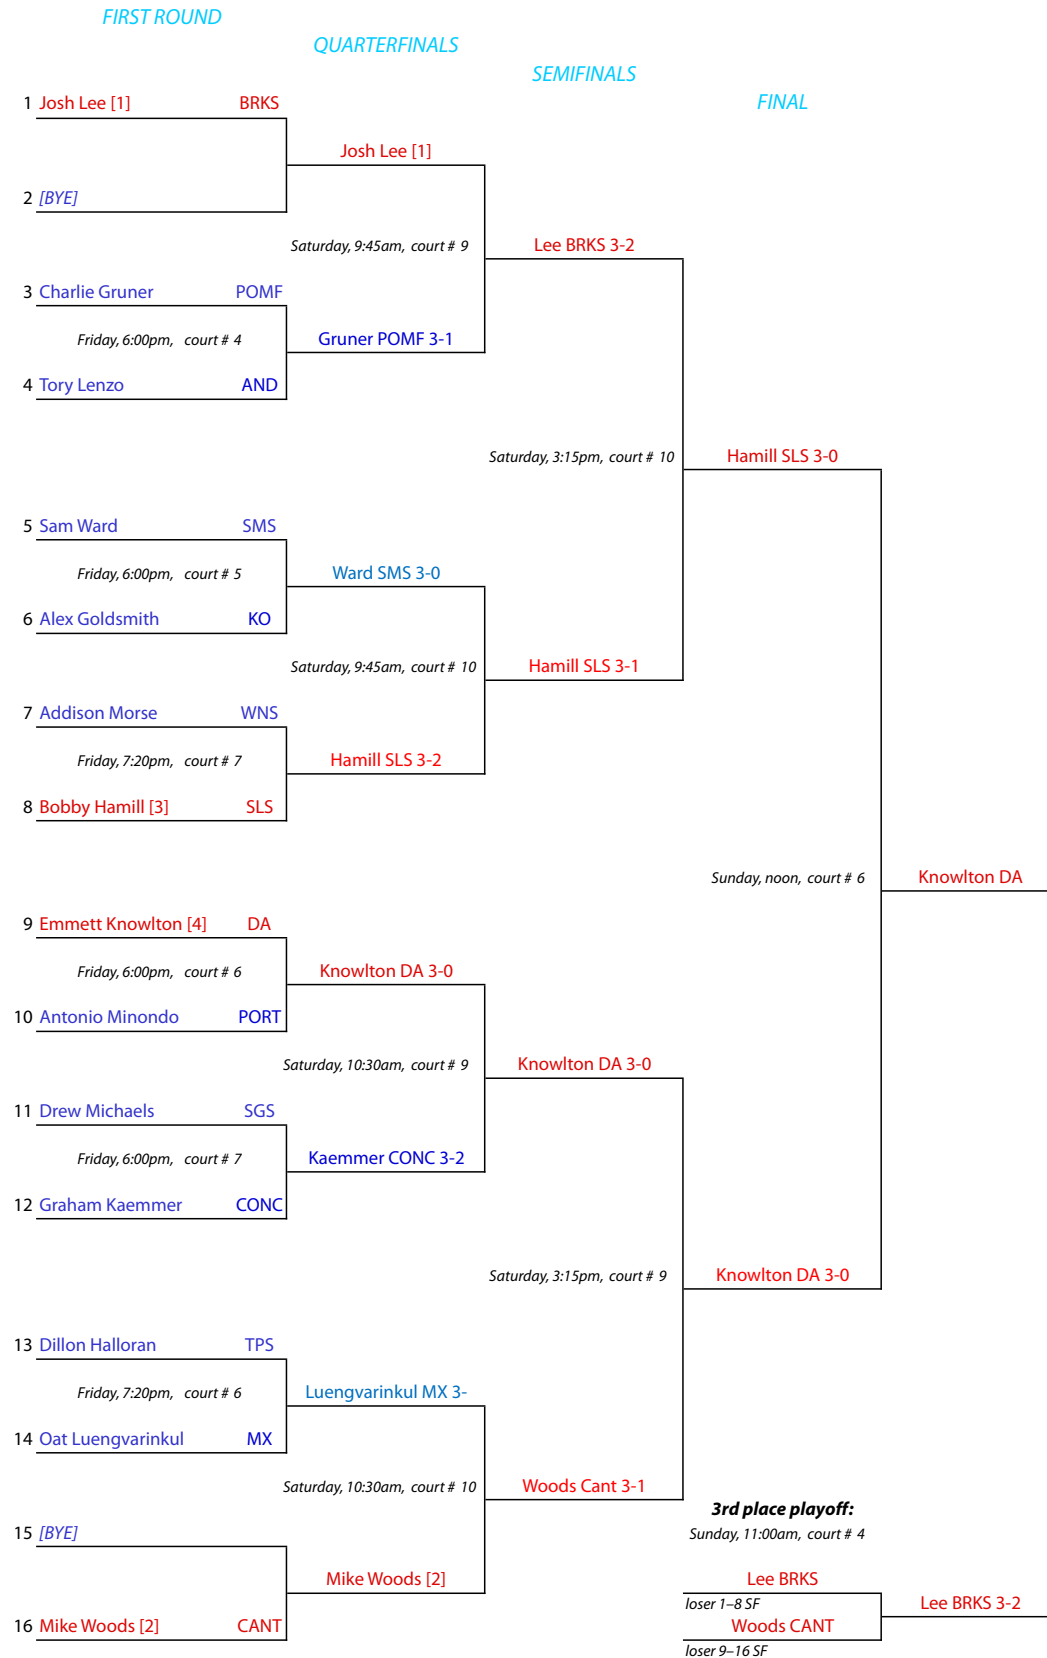 FIRST ROUND
QUARTERFINALS
SEMIFINALS
FINAL
1 Josh Lee [1] BRKS
Josh Lee [1]
2 [BYE]
Saturday, 9:45am, court # 9
Lee BRKS 3-2
3 Charlie Gruner POMF
Friday, 6:00pm, court # 4
Gruner POMF 3-1
4 Tory Lenzo AND
Saturday, 3:15pm, court # 10
Hamill SLS 3-0
5 Sam Ward SMS
Friday, 6:00pm, court # 5
Ward SMS 3-0
6 Alex Goldsmith KO
Saturday, 9:45am, court # 10
Hamill SLS 3-1
7 Addison Morse WNS
Friday, 7:20pm, court # 7
Hamill SLS 3-2
8 Bobby Hamill [3] SLS
Sunday, noon, court # 6
Knowlton DA
9 Emmett Knowlton [4] DA
Friday, 6:00pm, court # 6
Knowlton DA 3-0
10 Antonio Minondo PORT
Saturday, 10:30am, court # 9
Knowlton DA 3-0
11 Drew Michaels SGS
Friday, 6:00pm, court # 7
Kaemmer CONC 3-2
12 Graham Kaemmer CONC
Saturday, 3:15pm, court # 9
Knowlton DA 3-0
13 Dillon Halloran TPS
Friday, 7:20pm, court # 6
Luengvarinkul MX 3-
14 Oat Luengvarinkul MX
Saturday, 10:30am, court # 10
Woods Cant 3-1
15 [BYE]
Mike Woods [2]
16 Mike Woods [2] CANT
3rd place playoff:
Sunday, 11:00am, court # 4
Lee BRKS
loser 1–8 SF
Lee BRKS 3-2
Woods CANT
loser 9–16 SF